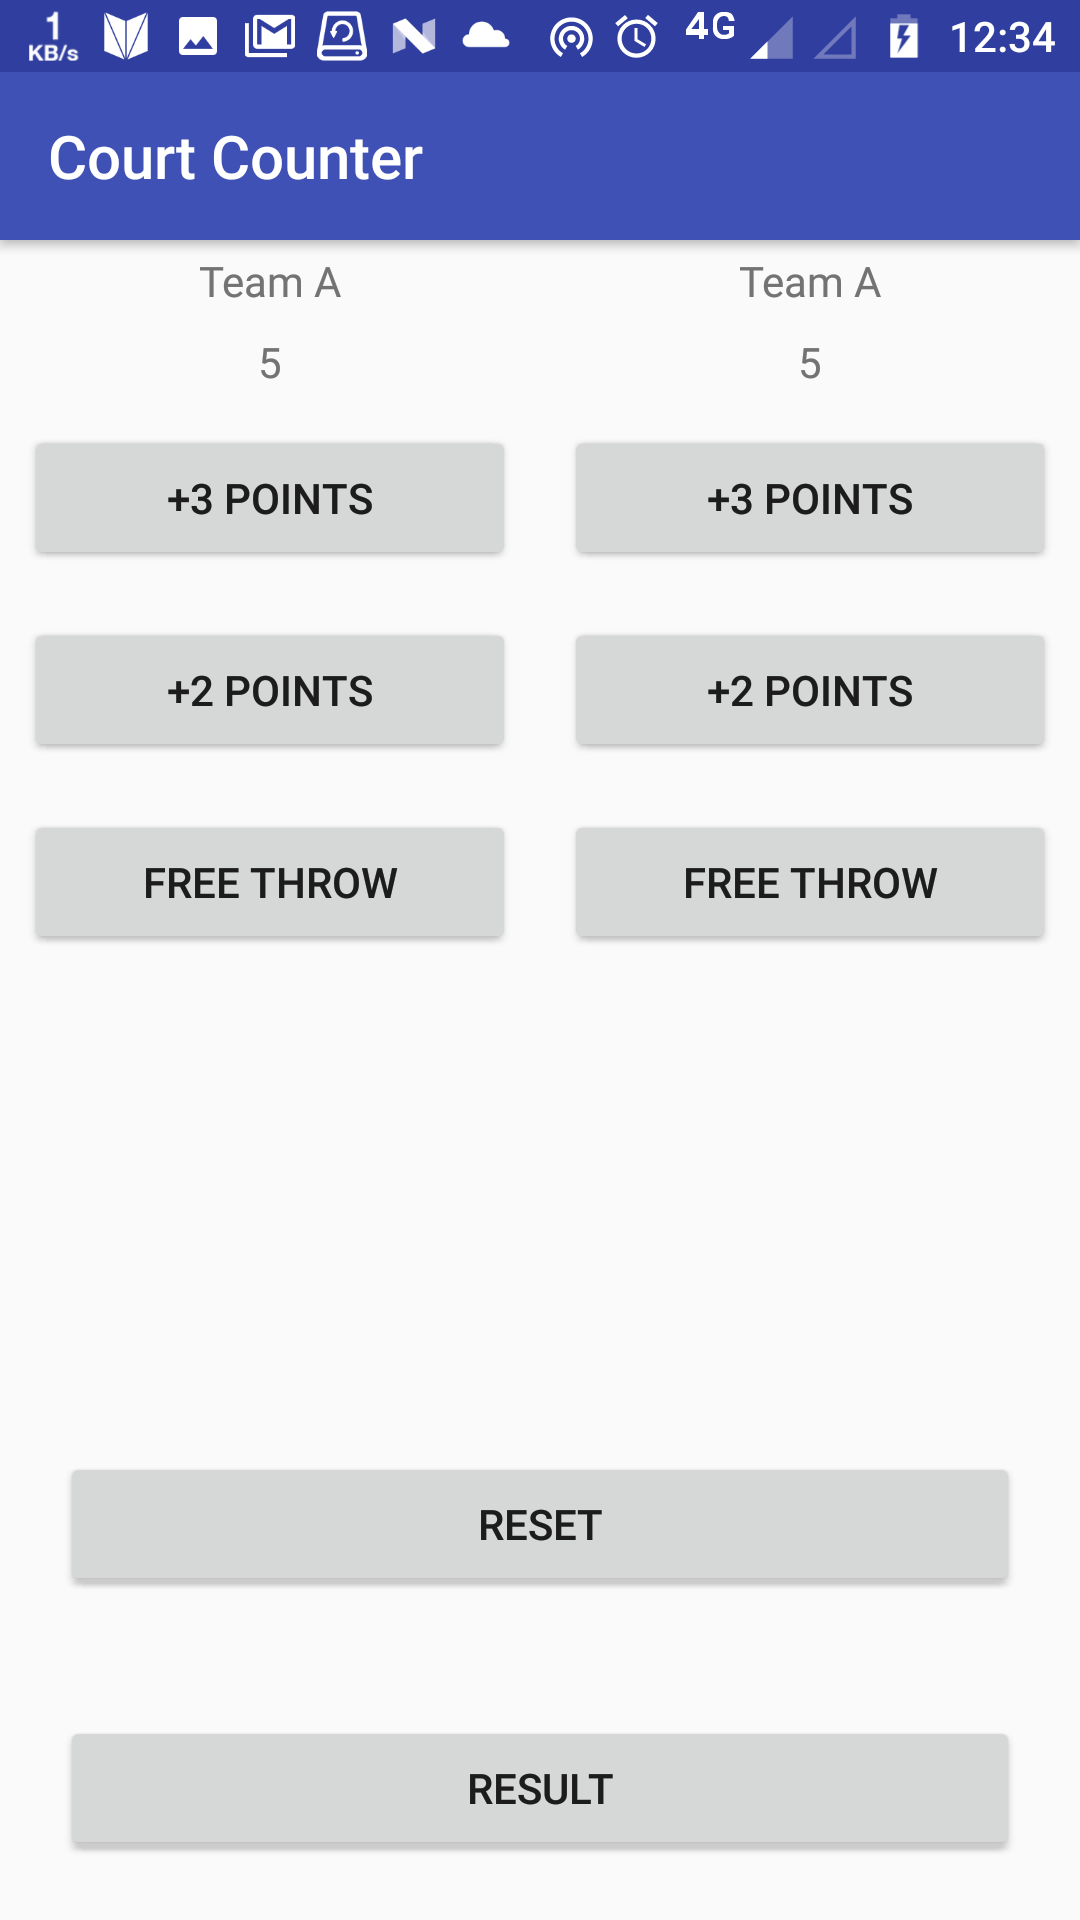 1 KB/s 4G 12:34
Court Counter
Team A Team A
5 5
+3 POINTS +3 POINTS
+2 POINTS +2 POINTS
FREE THROW FREE THROW
RESET
RESULT